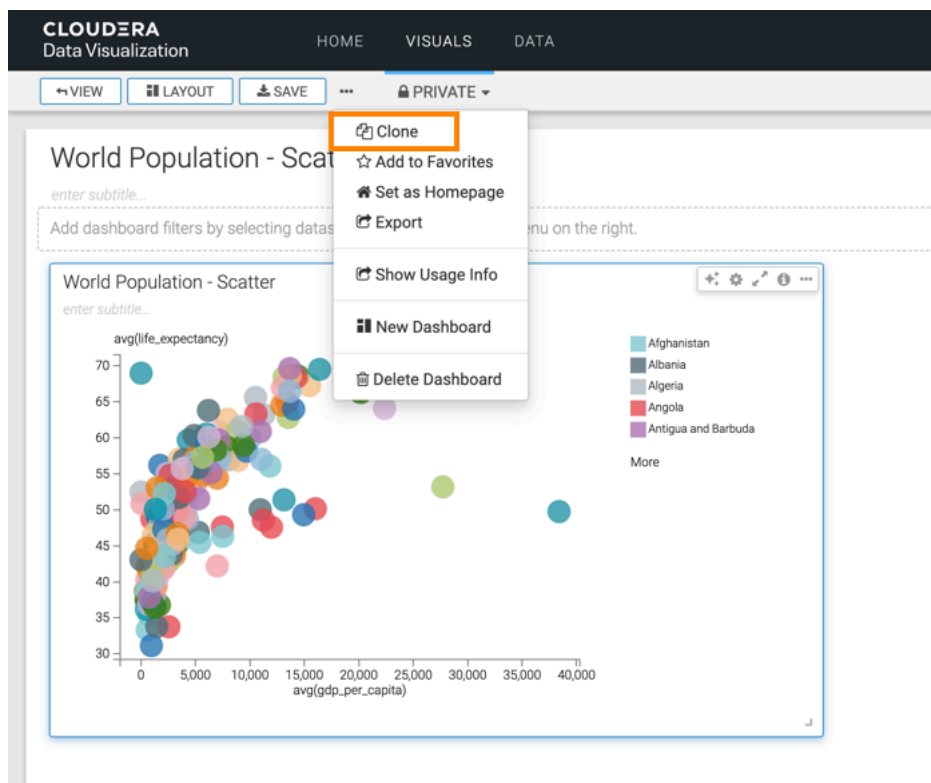 CLOUDERA
Data Visualization
HOME VISUALS DATA
VIEW LAYOUT SAVE ... PRIVATE
Clone
Add to Favorites
Set as Homepage
Export
Show Usage Info
New Dashboard
Delete Dashboard
World Population - Scat
enter subtitle...
Add dashboard filters by selecting datas
nu on the right.
World Population - Scatter
enter subtitle...
avg(life_expectancy)
70
65
60
55
50
45
40
35
30
0 5,000 10,000 15,000 20,000 25,000 30,000 35,000 40,000
avg(gdp_per_capita)
Afghanistan
Albania
Algeria
Angola
Antigua and Barbuda
More